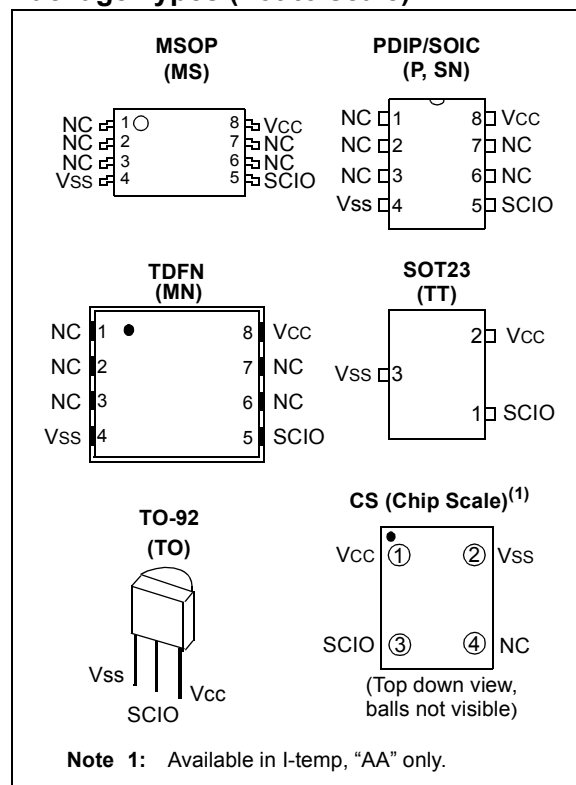 MSOP
(MS)
NC 1 8 VCC
NC 2 7 NC
NC 3 6 NC
VSS 4 5 SCIO
PDIP/SOIC
(P, SN)
NC 1 8 VCC
NC 2 7 NC
NC 3 6 NC
VSS 4 5 SCIO
TDFN
(MN)
NC 1 8 VCC
NC 2 7 NC
NC 3 6 NC
VSS 4 5 SCIO
SOT23
(TT)
2 VCC
VSS 3
1 SCIO
TO-92
(TO)
VSS
VCC
SCIO
CS (Chip Scale)(1)
VCC 1 2 VSS
SCIO 3 4 NC
(Top down view,
balls not visible)
Note 1: Available in I-temp, “AA” only.